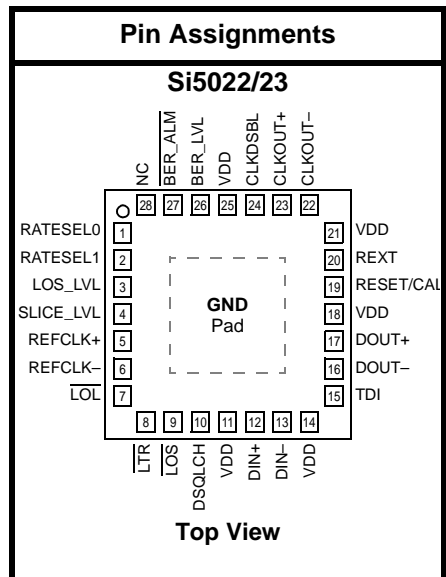 Pin Assignments
Si5022/23
NC
BER_ALM
BER_LVL
VDD
CLKDSBL
CLKOUT+
CLKOUT–
28 27 26 25 24 23 22
RATESEL0 1
RATESEL1 2
LOS_LVL 3
SLICE_LVL 4
REFCLK+ 5
REFCLK– 6
LOL 7
GND
Pad
21 VDD
20 REXT
19 RESET/CAL
18 VDD
17 DOUT+
16 DOUT–
15 TDI
8 9 10 11 12 13 14
LTR
LOS
DSQLCH
VDD
DIN+
DIN–
VDD
Top View